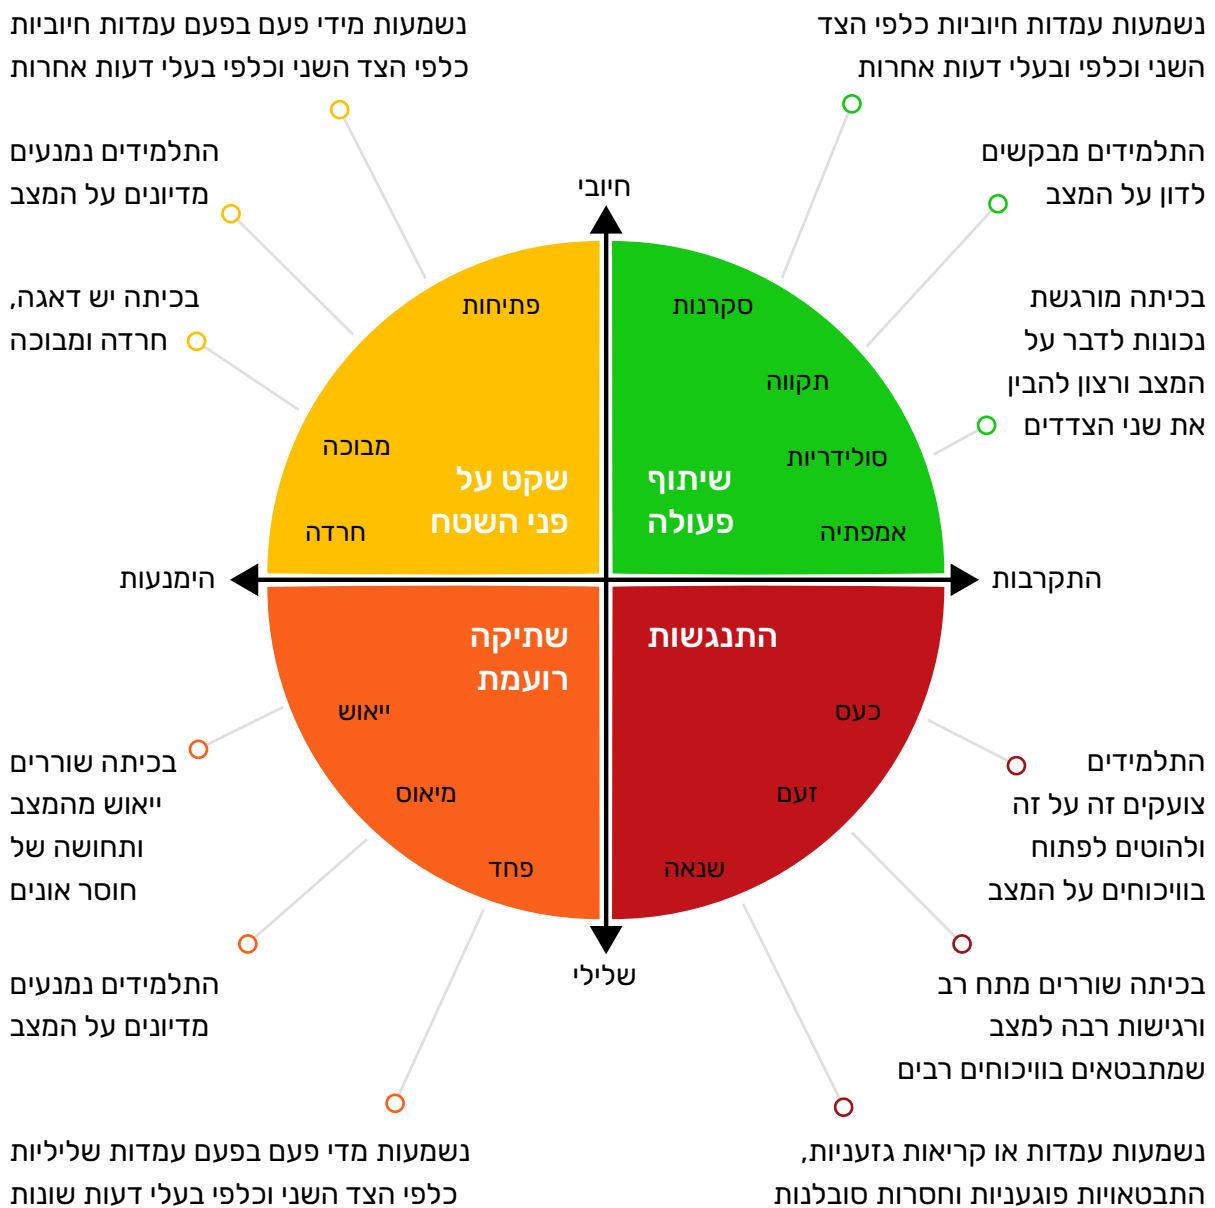 נשמעות עמדות חיוביות כלפי הצד
השני וכלפי ובעלי דעות אחרות
התלמידים מבקשים
לדון על המצב
בכיתה מורגשת
נכונות לדבר על
המצב ורצון להבין
את שני הצדדים
נשמעות מידי פעם בפעם עמדות חיוביות
כלפי הצד השני וכלפי בעלי דעות אחרות
התלמידים נמנעים
מדיונים על המצב
בכיתה יש דאגה,
חרדה ומבוכה
חיובי
סקרנות
תקווה
סולידריות
אמפתיה
שיתוף
פעולה
פתיחות
מבוכה
חרדה
שקט על
פני השטח
התקרבות
הימנעות
התנגשות
כעס
זעם
שנאה
שתיקה
רועמת
ייאוש
מיאוס
פחד
שלילי
התלמידים
צועקים זה על זה
ולהוטים לפתוח
בוויכוחים על המצב
בכיתה שוררים מתח רב
ורגישות רבה למצב
שמתבטאים בוויכוחים רבים
נשמעות עמדות או קריאות גזעניות,
התבטאויות פוגעניות וחסרות סובלנות
בכיתה שוררים
ייאוש מהמצב
ותחושה של
חוסר אונים
התלמידים נמנעים
מדיונים על המצב
נשמעות מדי פעם בפעם עמדות שליליות
כלפי הצד השני וכלפי בעלי דעות שונות